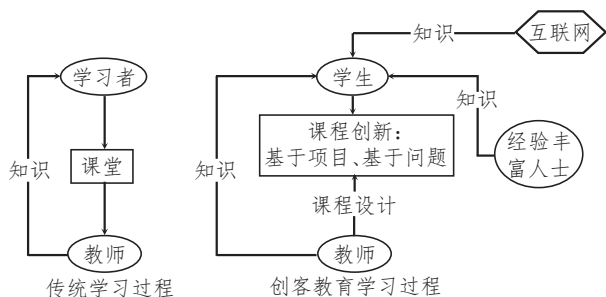 互联网
知识
学习者
学生
知识
课程创新：
基于项目、基于问题
经验丰
富人士
知识
课堂
知识
课程设计
教师
教师
传统学习过程
创客教育学习过程